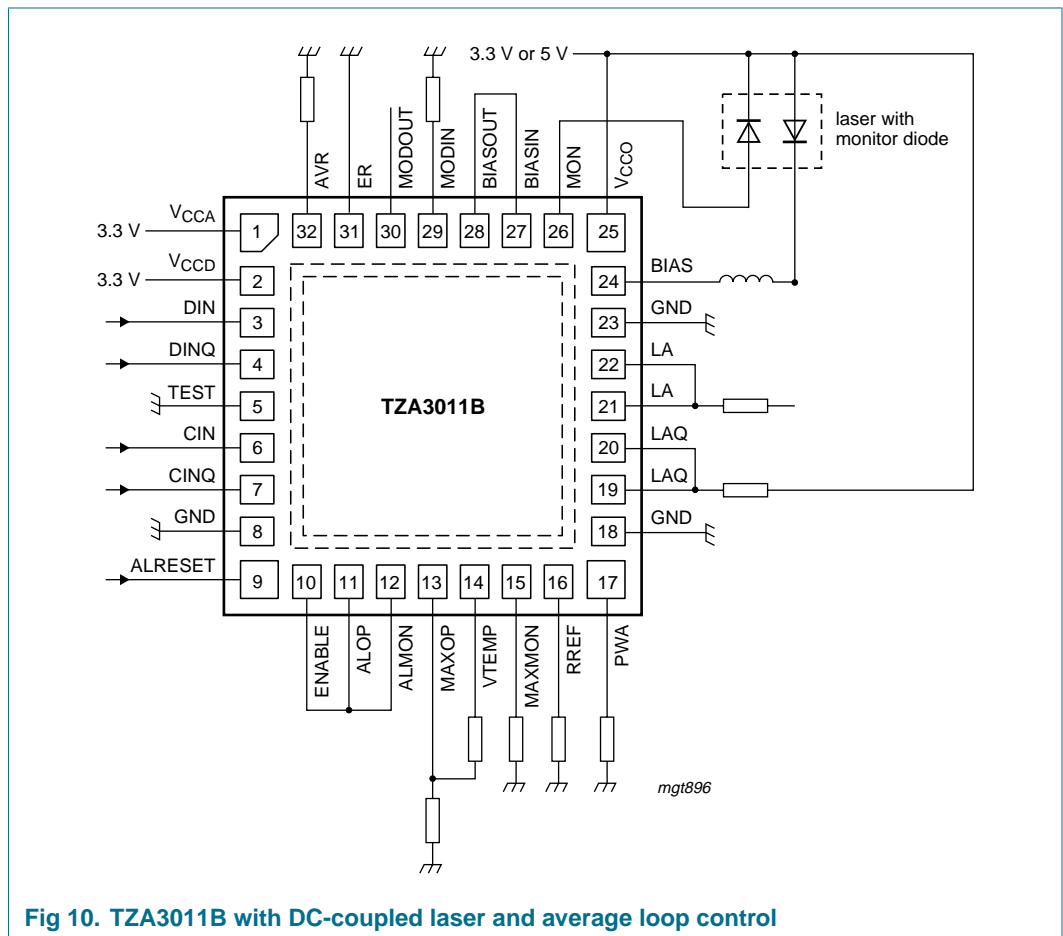 3.3 V or 5 V
laser with
monitor diode
AVR
ER
MODOUT
MODIN
BIASOUT
BIASIN
MON
VCCO
3.3 V
VCCA
1
32
31
30
29
28
27
26
25
3.3 V
VCCD
2
24
BIAS
DIN
3
23
GND
DINQ
4
22
LA
TEST
5
TZA3011B
21
LA
CIN
6
20
LAQ
CINQ
7
19
LAQ
GND
8
18
GND
ALRESET
9
10
11
12
13
14
15
16
17
ENABLE
ALOP
ALMON
MAXOP
VTEMP
MAXMON
RREF
PWA
mgt896
Fig 10. TZA3011B with DC-coupled laser and average loop control